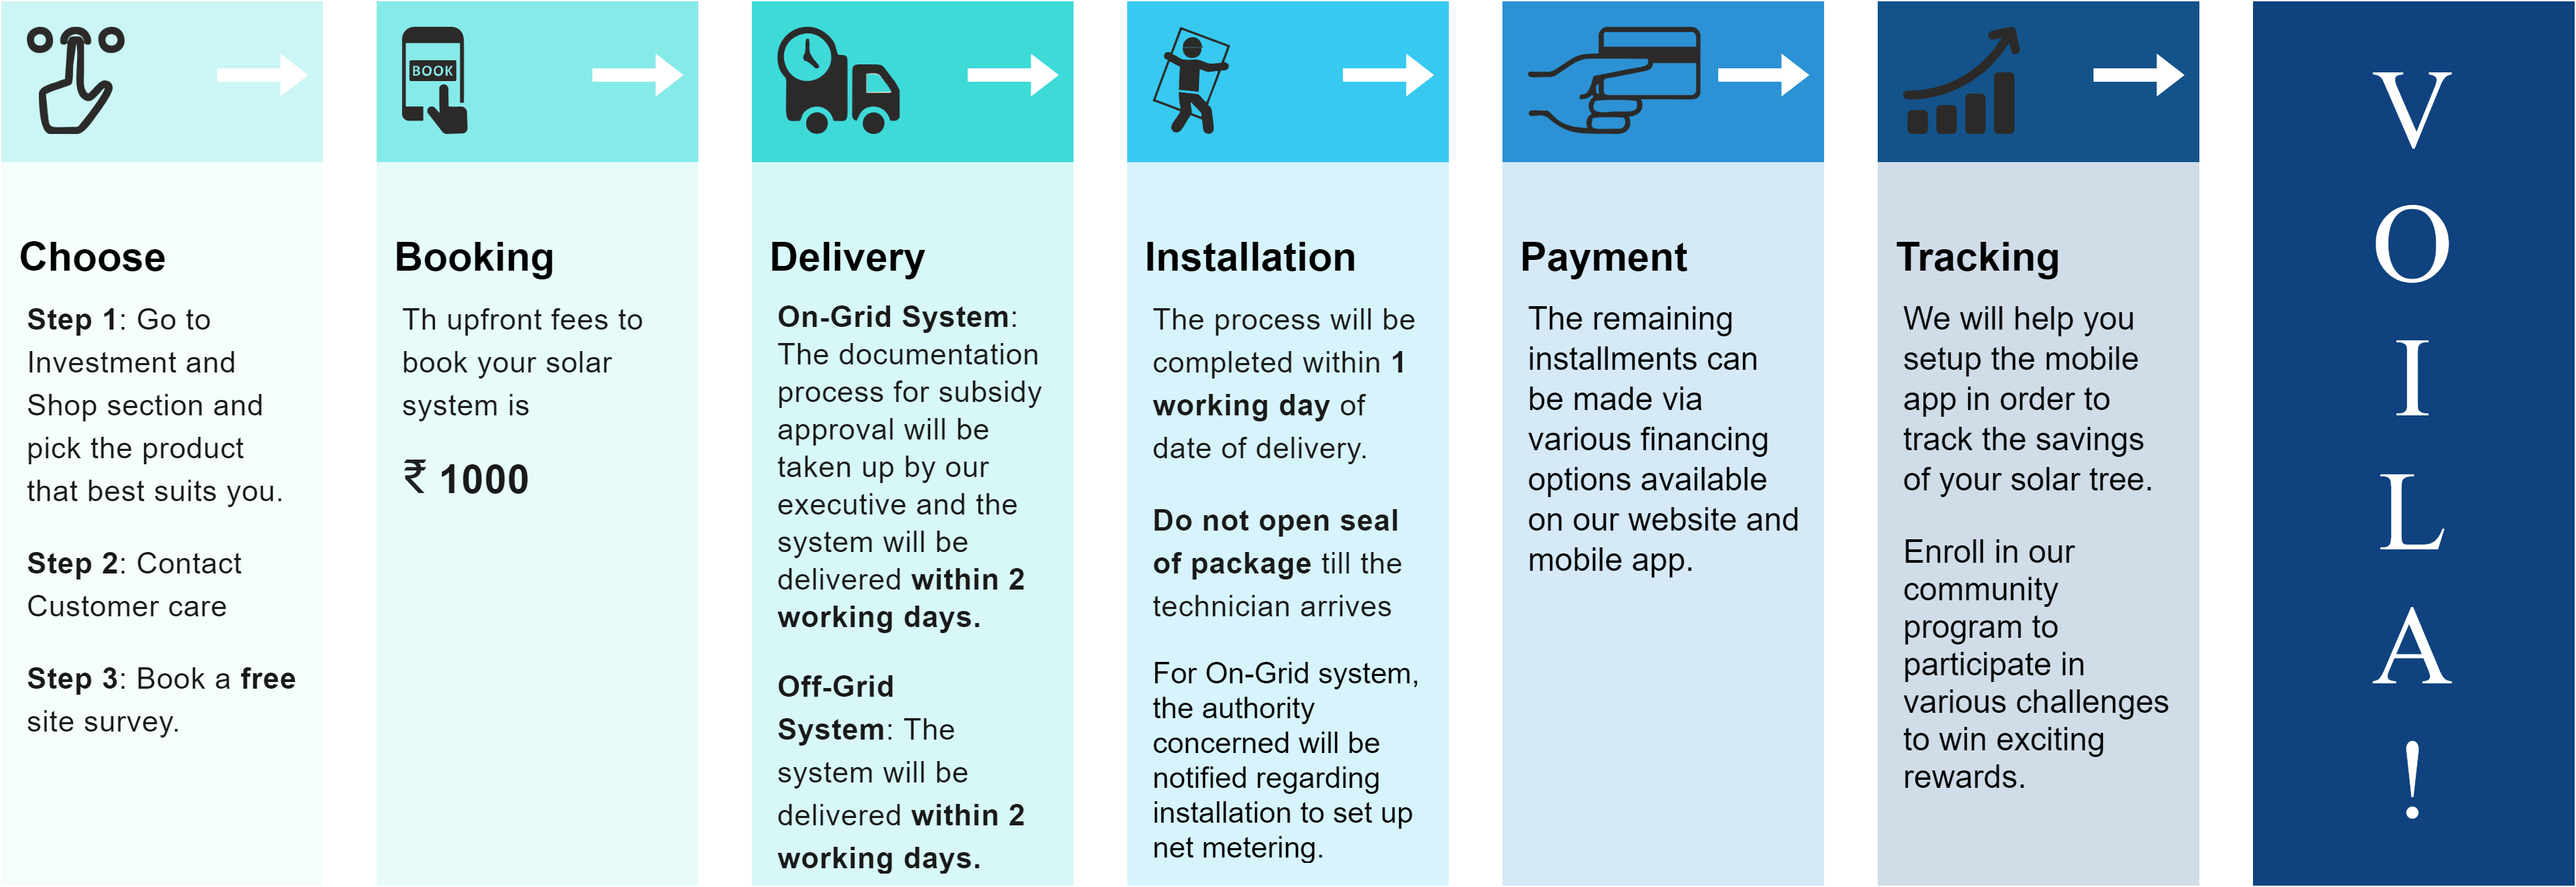 Choose
Step 1: Go to
Investment and
Shop section and
pick the product
that best suits you.
Step 2: Contact
Customer care
Step 3: Book a free
site survey.
BOOK
Booking
Th upfront fees to
book your solar
system is
₹ 1000
Delivery
On-Grid System:
The documentation
process for subsidy
approval will be
taken up by our
executive and the
system will be
delivered within 2
working days.
Off-Grid
System: The
system will be
delivered within 2
working days.
Installation
The process will be
completed within 1
working day of
date of delivery.
Do not open seal
of package till the
technician arrives
For On-Grid system,
the authority
concerned will be
notified regarding
installation to set up
net metering.
Payment
The remaining
installments can
be made via
various financing
options available
on our website and
mobile app.
Tracking
We will help you
setup the mobile
app in order to
track the savings
of your solar tree.
Enroll in our
community
program to
participate in
various challenges
to win exciting
rewards.
V
O
I
L
A
!